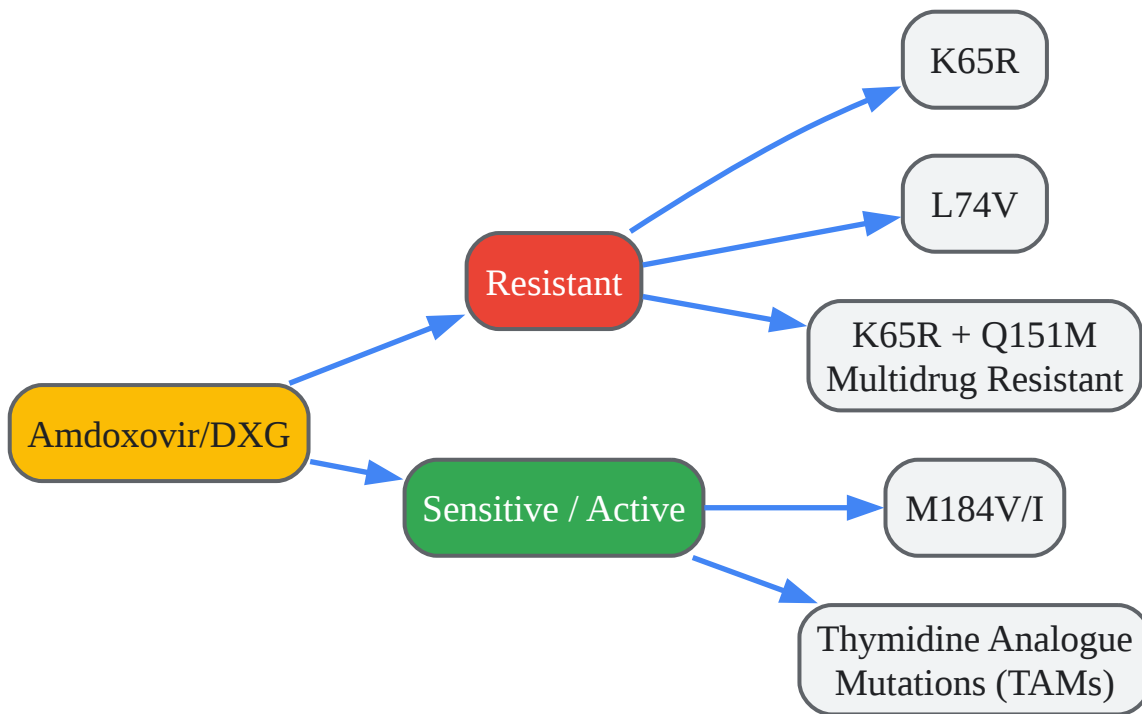 K65R
L74V
Resistant
K65R + Q151M
Multidrug Resistant
Amdoxovir/DXG
Sensitive / Active
M184V/I
Thymidine Analogue
Mutations (TAMs)